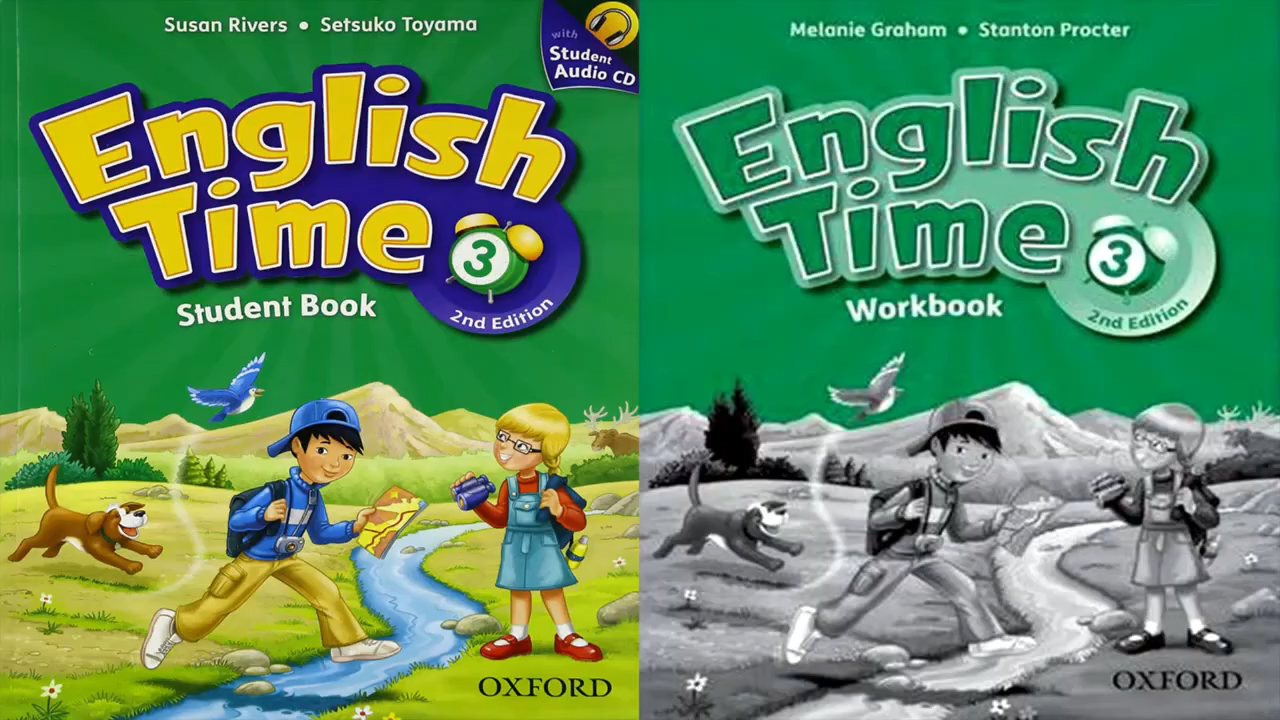 Susan Rivers • Setsuko Toyama
with
Student
Audio CD
English
Time
3
2nd Edition
Student Book
OXFORD
Melanie Graham • Stanton Procter
English
Time
3
2nd Edition
Workbook
OXFORD